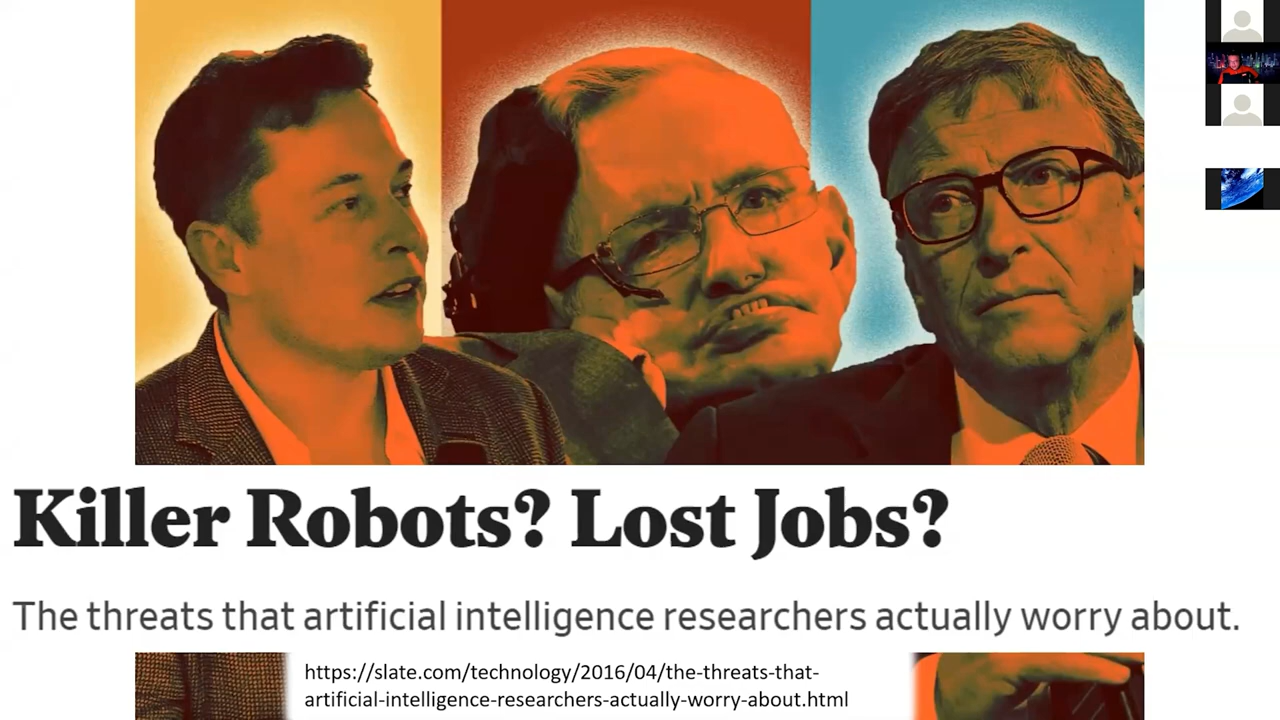 Killer Robots? Lost Jobs?
The threats that artificial intelligence researchers actually worry about.
https://slate.com/technology/2016/04/the-threats-that-
artificial-intelligence-researchers-actually-worry-about.html